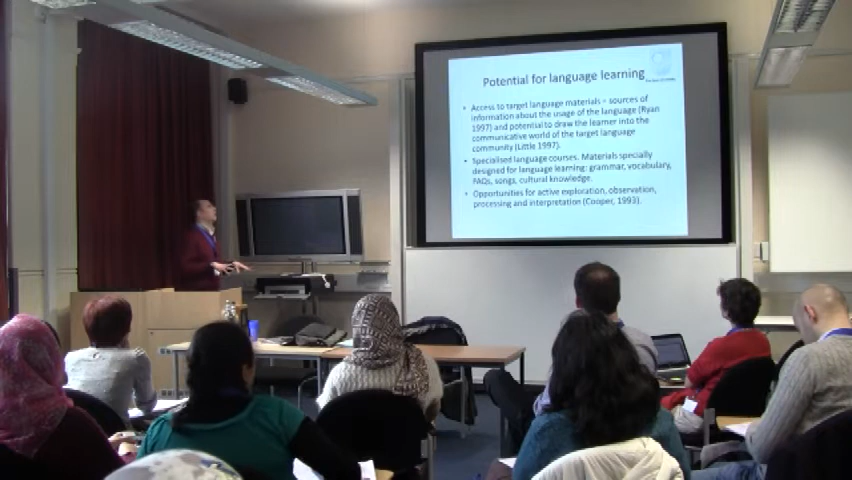 Potential for language learning
• Access to target language materials = sources of
information about the usage of the language (Ryan
1997) and potential to draw the learner into the
communicative world of the target language
community (Little 1997).
• Specialised language courses. Materials specially
designed for language learning: grammar, vocabulary,
FAQs, songs, cultural knowledge.
• Opportunities for active exploration, observation,
processing and interpretation (Cooper, 1993).